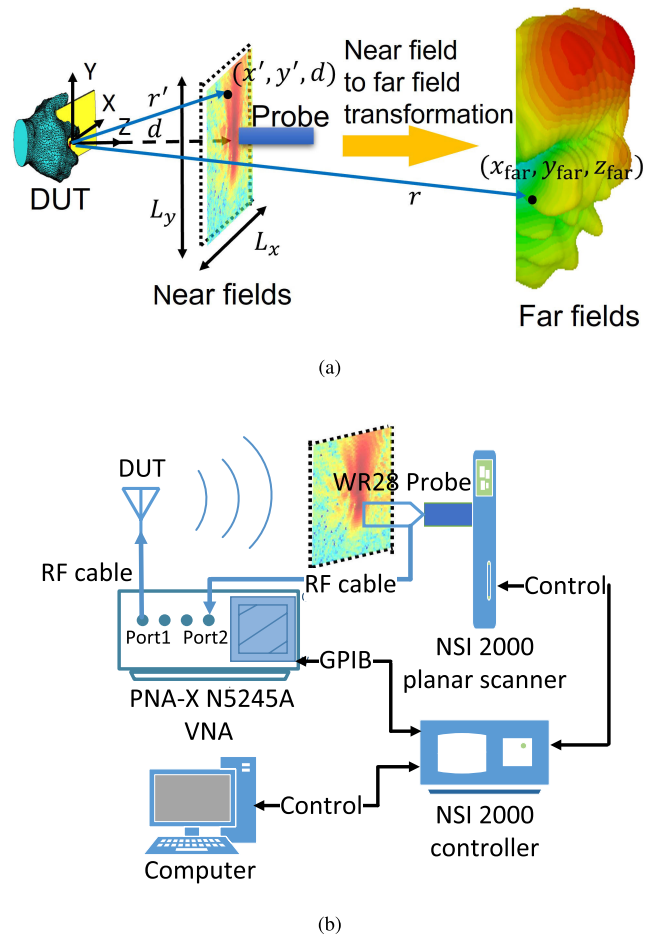 Y
X
Z
r′
d
DUT
(x′, y′, d)
Probe
L_y
L_x
Near fields
Near field
to far field
transformation
(x_far, y_far, z_far)
r
Far fields
(a)
DUT
WR28 Probe
RF cable
RF cable
Control
Port1
Port2
GPIB
NSI 2000
planar scanner
PNA-X N5245A
VNA
Control
Computer
NSI 2000
controller
(b)